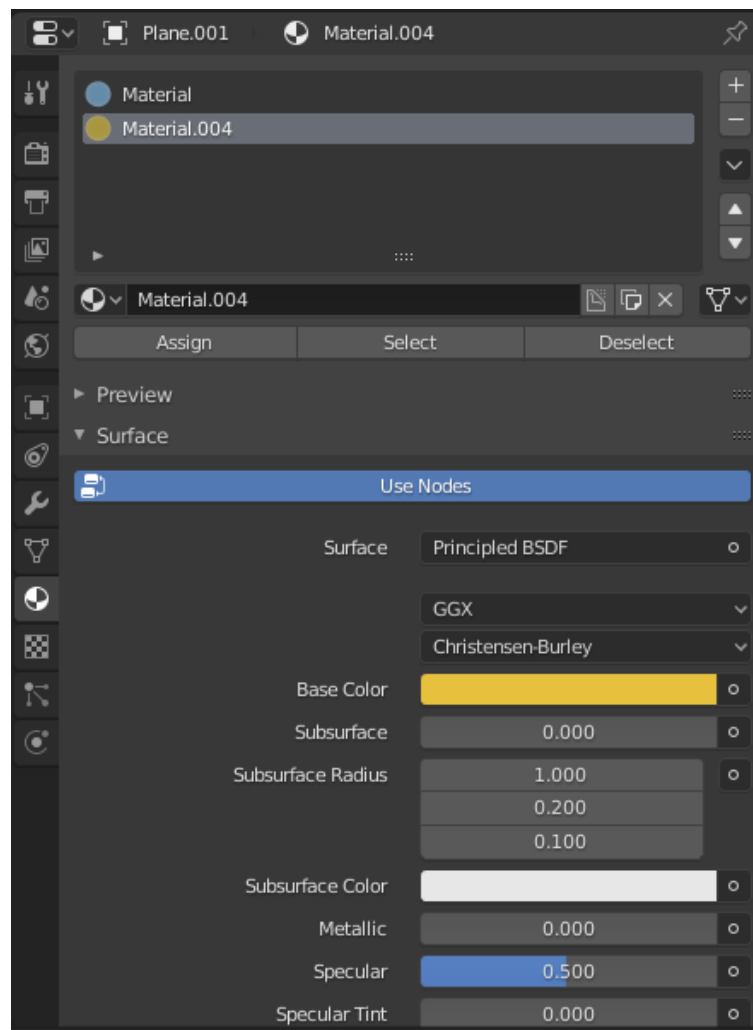 Plane.001 Material.004
Material
Material.004
Material.004
Assign Select Deselect
Preview
Surface
Use Nodes
Surface Principled BSDF
GGX
Christensen-Burley
Base Color
Subsurface 0.000
Subsurface Radius 1.000
0.200
0.100
Subsurface Color
Metallic 0.000
Specular 0.500
Specular Tint 0.000